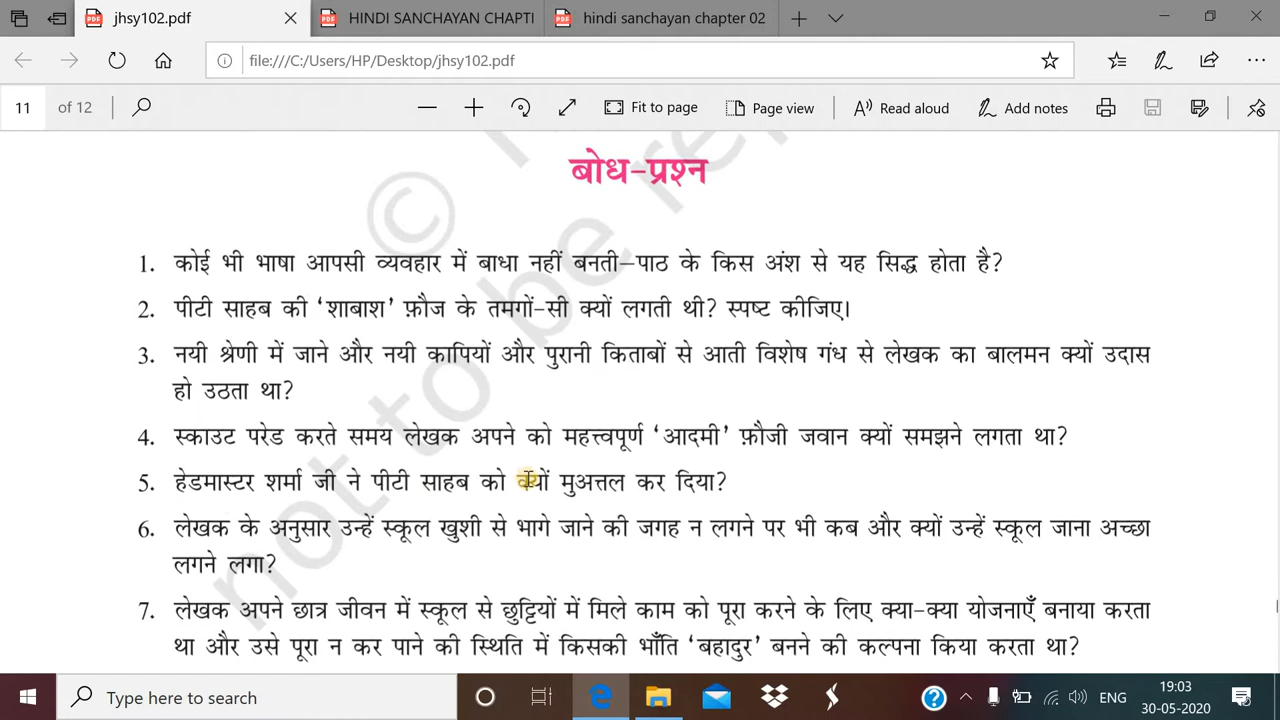 jhsy102.pdf
HINDI SANCHAYAN CHAPTI
hindi sanchayan chapter 02
file:///C:/Users/HP/Desktop/jhsy102.pdf
11 of 12
Fit to page
Page view
Read aloud
Add notes
© not to be rep
बोध-प्रश्न
1. कोई भी भाषा आपसी व्यवहार में बाधा नहीं बनती—पाठ के किस अंश से यह सिद्ध होता है?
2. पीटी साहब की ‘शाबाश’ फ़ौज के तमगों-सी क्यों लगती थी? स्पष्ट कीजिए।
3. नयी श्रेणी में जाने और नयी कापियों और पुरानी किताबों से आती विशेष गंध से लेखक का बालमन क्यों उदास
हो उठता था?
4. स्काउट परेड करते समय लेखक अपने को महत्त्वपूर्ण ‘आदमी’ फ़ौजी जवान क्यों समझने लगता था?
5. हेडमास्टर शर्मा जी ने पीटी साहब को क्यों मुअत्तल कर दिया?
6. लेखक के अनुसार उन्हें स्कूल खुशी से भागे जाने की जगह न लगने पर भी कब और क्यों उन्हें स्कूल जाना अच्छा
लगने लगा?
7. लेखक अपने छात्र जीवन में स्कूल से छुट्टियों में मिले काम को पूरा करने के लिए क्या-क्या योजनाएँ बनाया करता
था और उसे पूरा न कर पाने की स्थिति में किसकी भाँति ‘बहादुर’ बनने की कल्पना किया करता था?
Type here to search
ENG
19:03
30-05-2020